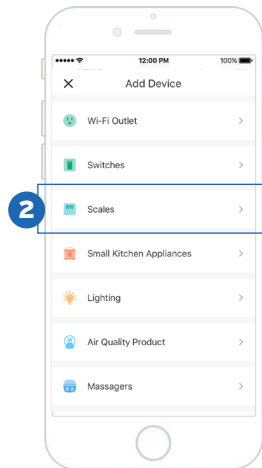 12:00 PM
100%
Add Device
Wi-Fi Outlet
Switches
2
Scales
Small Kitchen Appliances
Lighting
Air Quality Product
Massagers